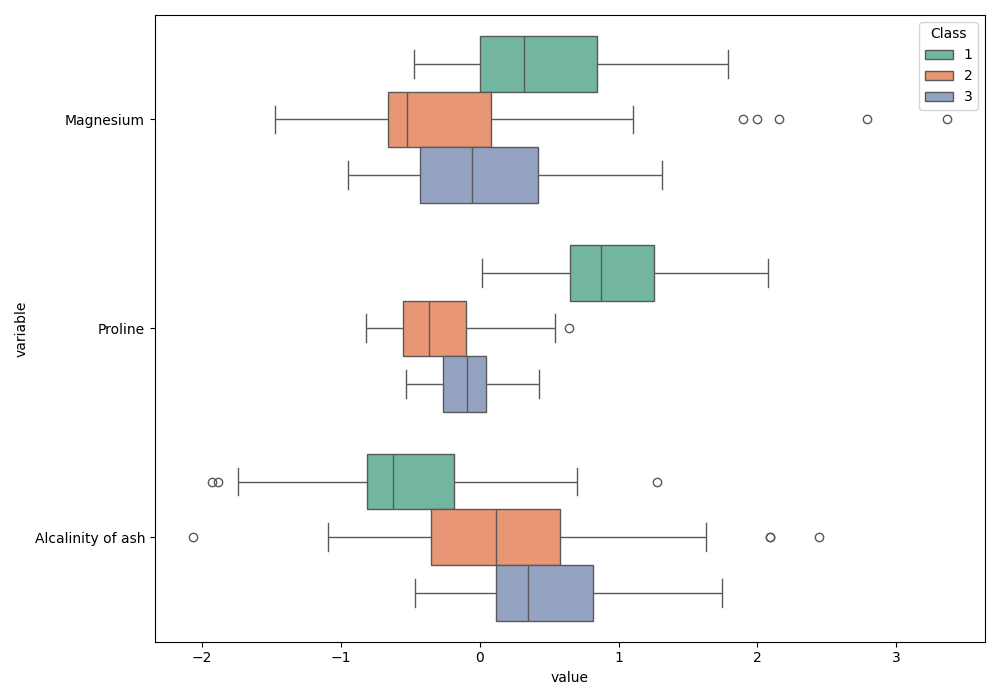 Class
1
2
3
Magnesium
Proline
Alcalinity of ash
variable
−2 −1 0 1 2 3
value